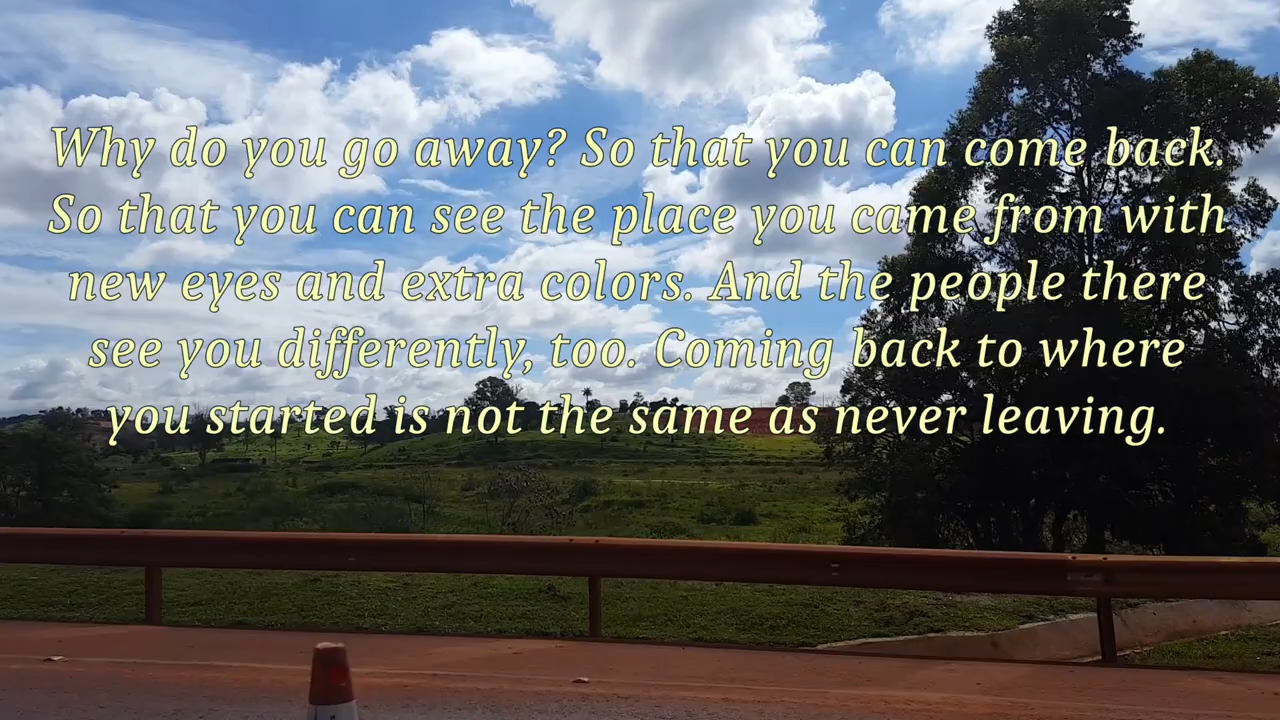 Why do you go away? So that you can come back.
So that you can see the place you came from with
new eyes and extra colors. And the people there
see you differently, too. Coming back to where
you started is not the same as never leaving.